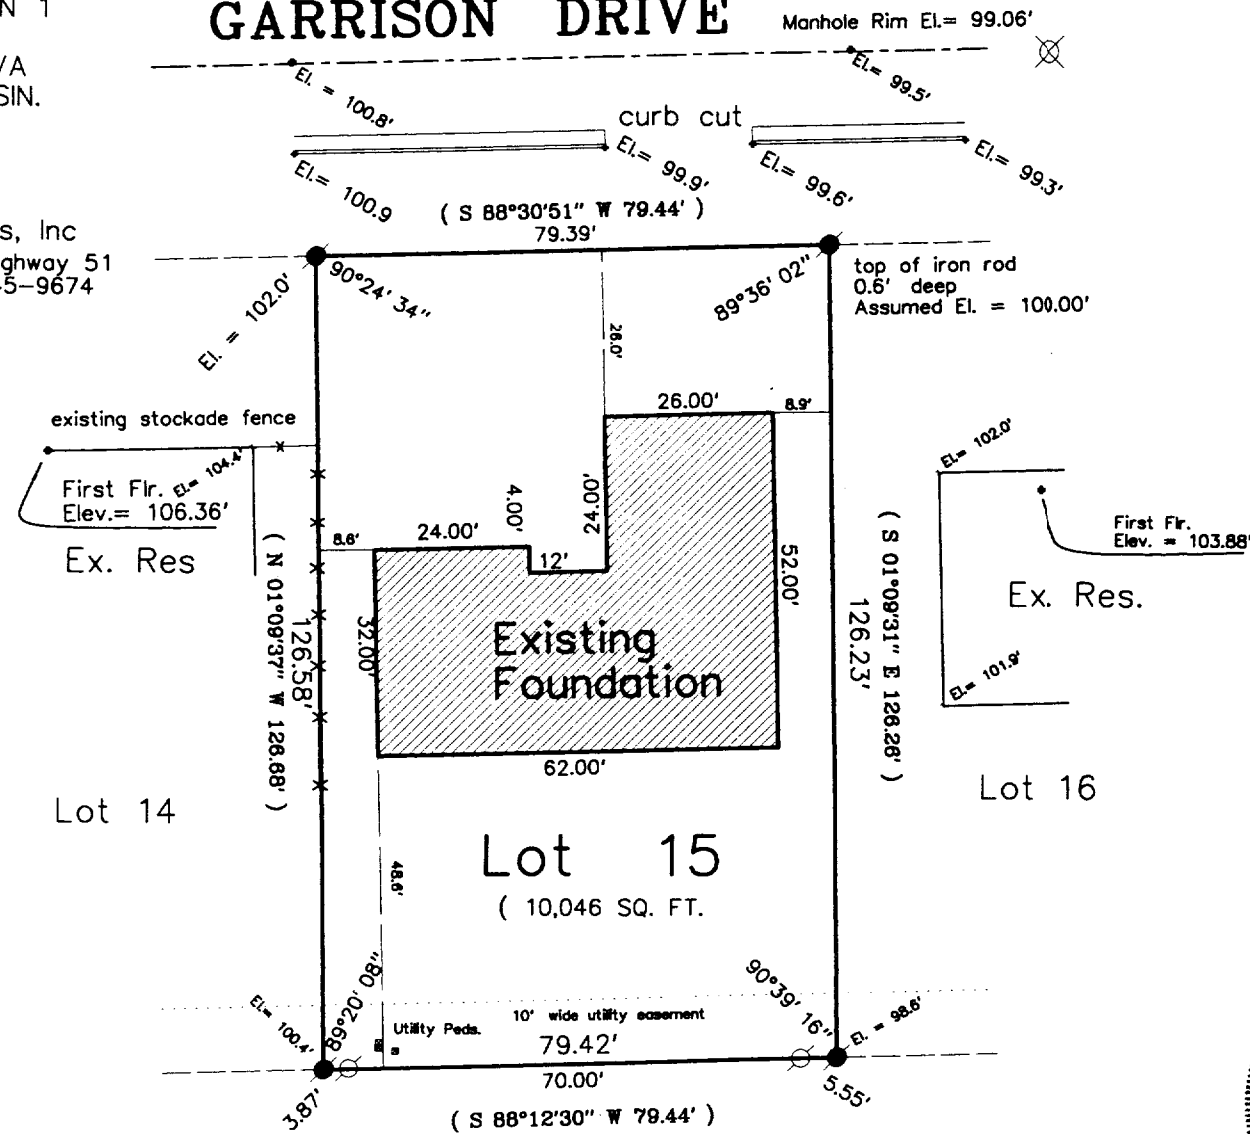 N 1
GARRISON DRIVE
Manhole Rim El.= 99.06'
/A
SIN.
El. = 100.8'
El.= 99.5'
curb cut
El.= 100.9
El.= 99.9'
El.= 99.6'
El.= 99.3'
( S 88°30'51" W 79.44' )
79.39'
s, Inc
ghway 51
5-9674
El. = 102.0'
90°24' 34"
89°36' 02"
top of iron rod
0.6' deep
Assumed El. = 100.00'
26.0'
26.00'
8.9'
existing stockade fence
El.= 104.4'
First Flr.
Elev.= 106.36'
Ex. Res
8.6'
24.00'
4.00'
12'
24.00'
52.00'
32.00'
Existing
Foundation
62.00'
( N 01°09'37" W 126.68' )
126.58'
126.23'
( S 01°09'31" E 126.26' )
El.= 102.0'
First Flr.
Elev. = 103.88'
Ex. Res.
El.= 101.9'
Lot 14
Lot 16
Lot 15
( 10,046 SQ. FT.
48.6'
89°20' 08"
90°39' 16"
El.= 100.4'
El. = 98.6'
Utility Peds.
10' wide utility easement
79.42'
70.00'
3.87'
5.55'
( S 88°12'30" W 79.44' )